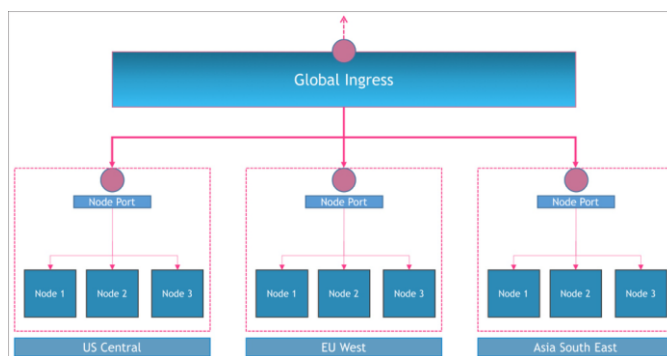 Global Ingress
Node Port
Node Port
Node Port
Node 1
Node 2
Node 3
Node 1
Node 2
Node 3
Node 1
Node 2
Node 3
US Central
EU West
Asia South East